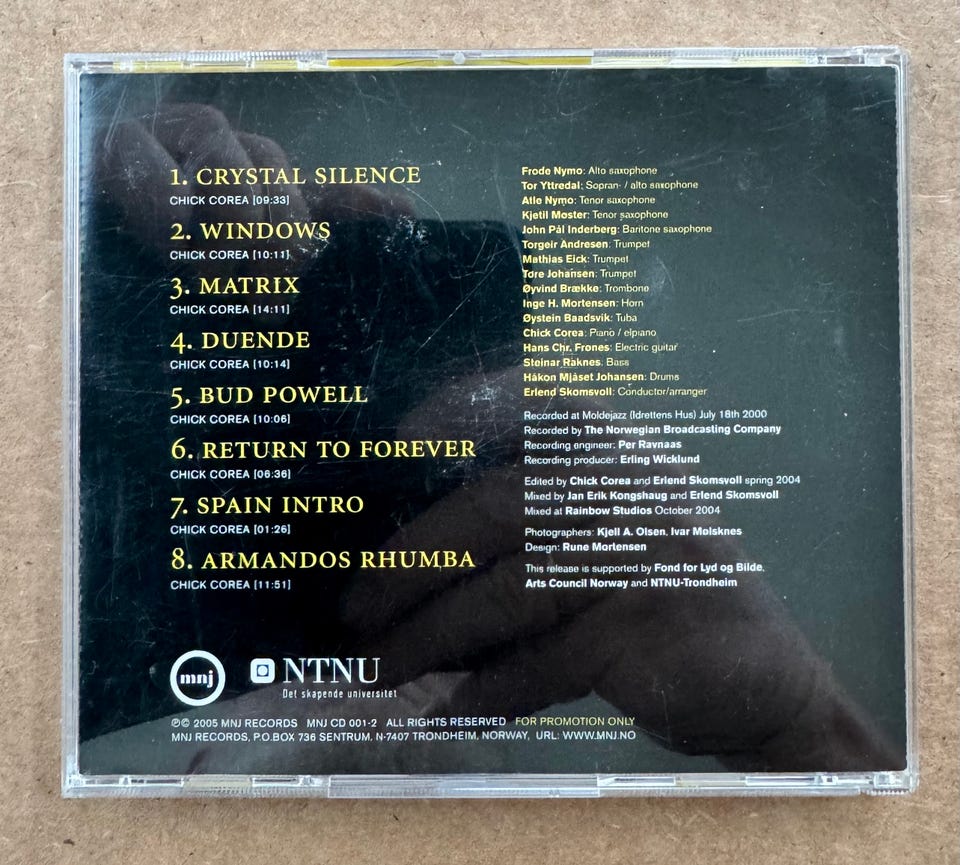 1. CRYSTAL SILENCE
CHICK COREA [09:33]
2. WINDOWS
CHICK COREA [10:11]
3. MATRIX
CHICK COREA [14:11]
4. DUENDE
CHICK COREA [10:14]
5. BUD POWELL
CHICK COREA [10:06]
6. RETURN TO FOREVER
CHICK COREA [06:36]
7. SPAIN INTRO
CHICK COREA [01:26]
8. ARMANDOS RHUMBA
CHICK COREA [11:51]
Frode Nymo: Alto saxophone
Tor Yttredal: Sopran- / alto saxophone
Atle Nymo: Tenor saxophone
Kjetil Møster: Tenor saxophone
John Pål Inderberg: Baritone saxophone
Torgeir Andresen: Trumpet
Mathias Eick: Trumpet
Tore Johansen: Trumpet
Øyvind Brække: Trombone
Inge H. Mortensen: Horn
Øystein Baadsvik: Tuba
Chick Corea: Piano / elpiano
Hans Chr. Frønes: Electric guitar
Steinar Raknes: Bass
Håkon Mjåset Johansen: Drums
Erlend Skomsvoll: Conductor/arranger
Recorded at Moldejazz (Idrettens Hus) July 18th 2000
Recorded by The Norwegian Broadcasting Company
Recording engineer: Per Ravnaas
Recording producer: Erling Wicklund
Edited by Chick Corea and Erlend Skomsvoll spring 2004
Mixed by Jan Erik Kongshaug and Erlend Skomsvoll
Mixed at Rainbow Studios October 2004
Photographers: Kjell A. Olsen, Ivar Mølsknes
Design: Rune Mortensen
This release is supported by Fond for Lyd og Bilde,
Arts Council Norway and NTNU-Trondheim
mnj
NTNU
Det skapende universitet
℗© 2005 MNJ RECORDS MNJ CD 001-2 ALL RIGHTS RESERVED FOR PROMOTION ONLY
MNJ RECORDS, P.O.BOX 736 SENTRUM, N-7407 TRONDHEIM, NORWAY, URL: WWW.MNJ.NO